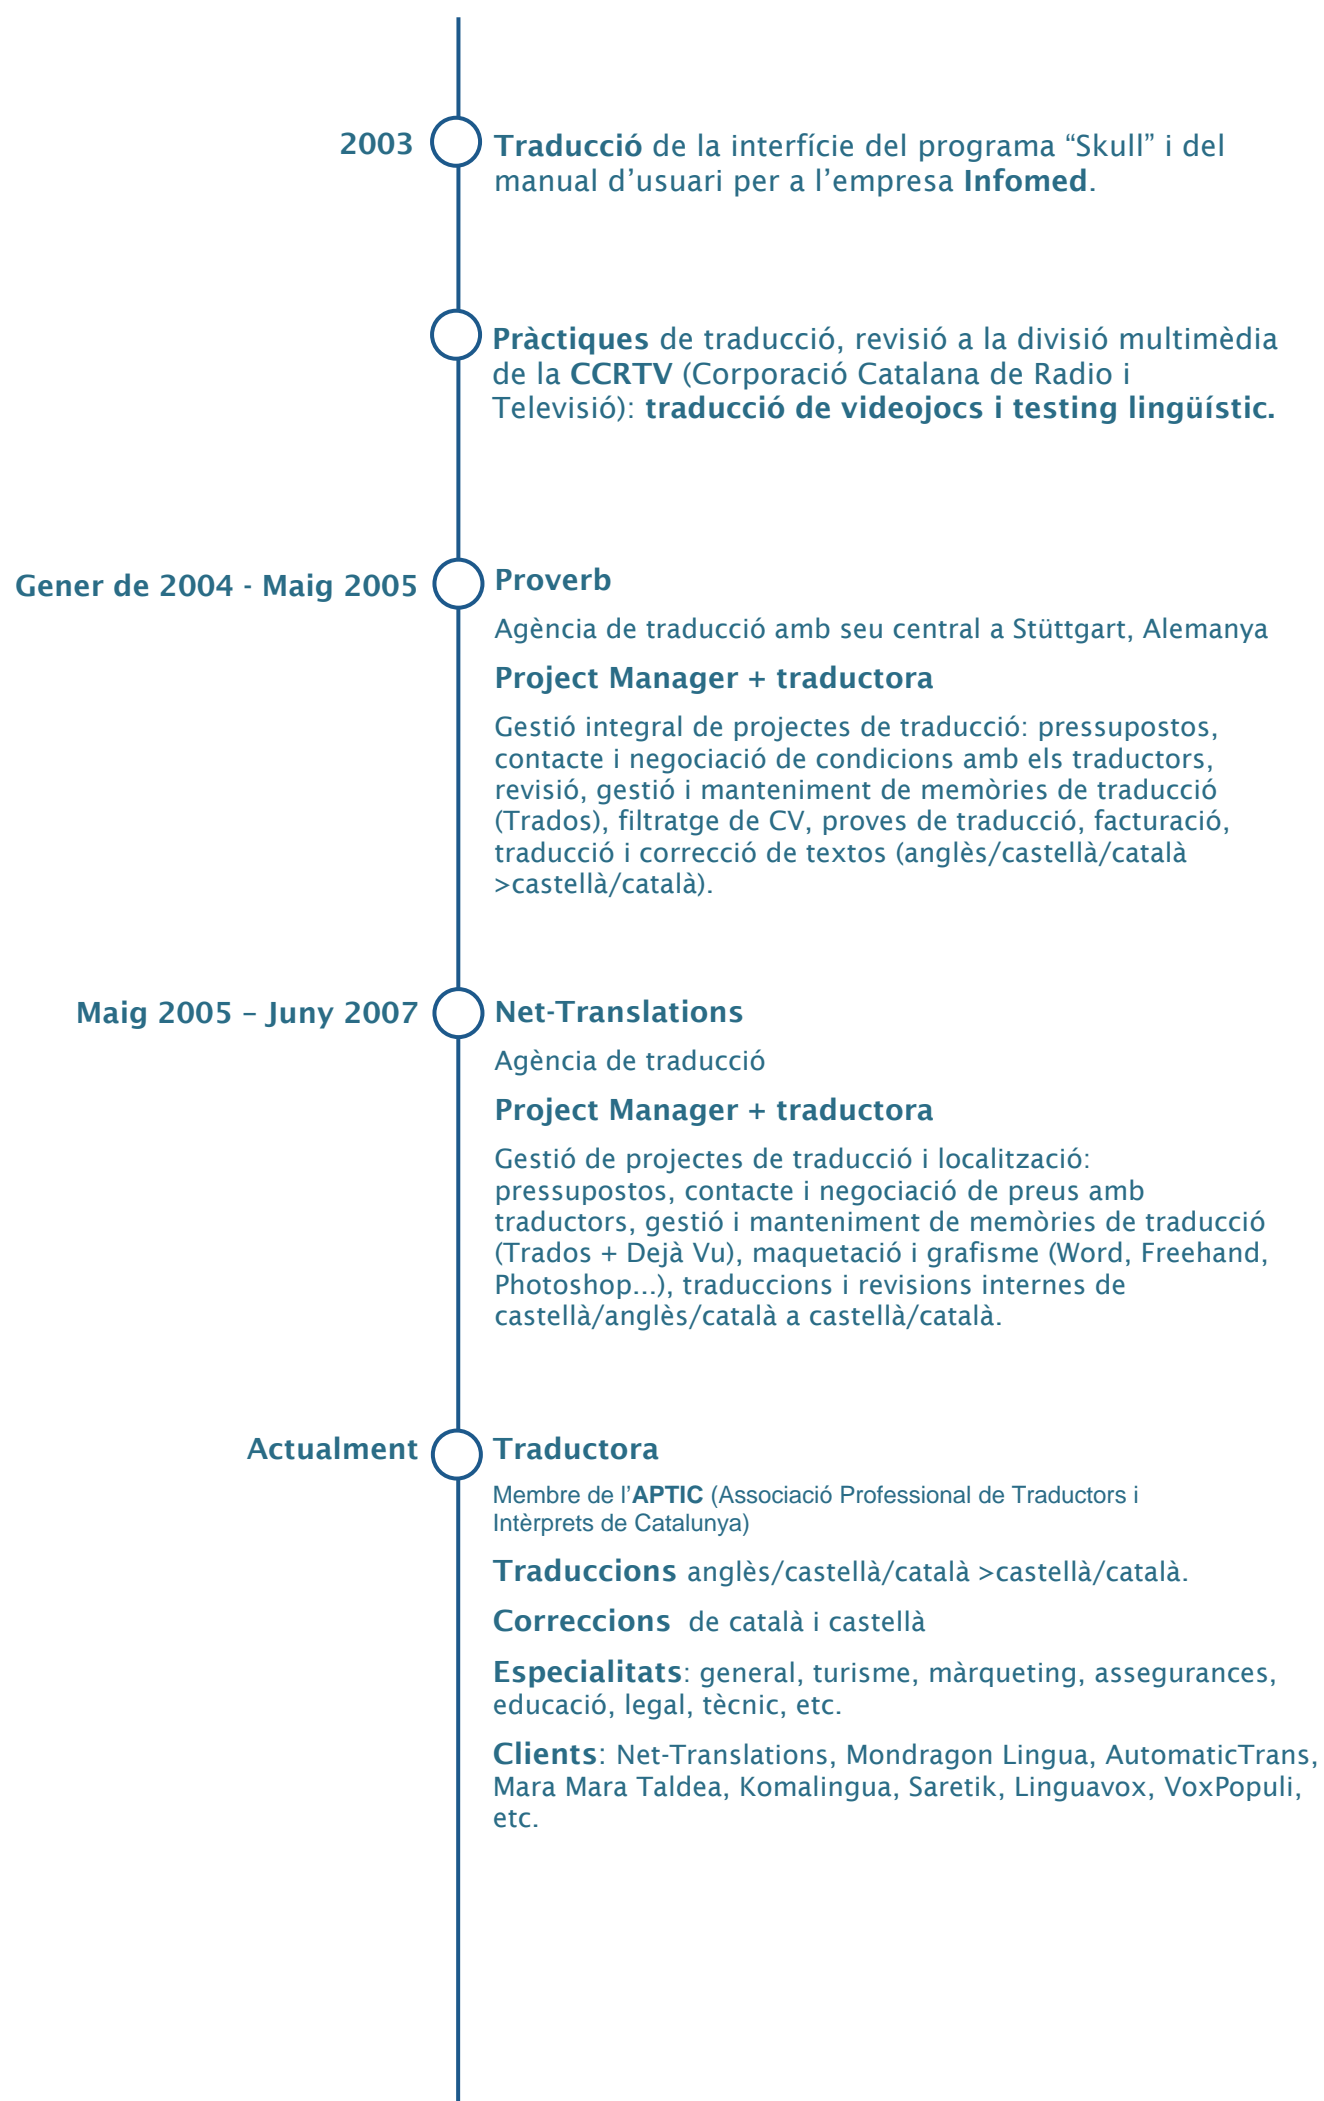 2003
Traducció de la interfície del programa “Skull” i del
manual d’usuari per a l’empresa Infomed.
Pràctiques de traducció, revisió a la divisió multimèdia
de la CCRTV (Corporació Catalana de Radio i
Televisió): traducció de videojocs i testing lingüístic.
Gener de 2004 - Maig 2005
Proverb
Agència de traducció amb seu central a Stüttgart, Alemanya
Project Manager + traductora
Gestió integral de projectes de traducció: pressupostos,
contacte i negociació de condicions amb els traductors,
revisió, gestió i manteniment de memòries de traducció
(Trados), filtratge de CV, proves de traducció, facturació,
traducció i correcció de textos (anglès/castellà/català
>castellà/català).
Maig 2005 – Juny 2007
Net-Translations
Agència de traducció
Project Manager + traductora
Gestió de projectes de traducció i localització:
pressupostos, contacte i negociació de preus amb
traductors, gestió i manteniment de memòries de traducció
(Trados + Dejà Vu), maquetació i grafisme (Word, Freehand,
Photoshop...), traduccions i revisions internes de
castellà/anglès/català a castellà/català.
Actualment
Traductora
Membre de l’APTIC (Associació Professional de Traductors i
Intèrprets de Catalunya)
Traduccions anglès/castellà/català >castellà/català.
Correccions de català i castellà
Especialitats: general, turisme, màrqueting, assegurances,
educació, legal, tècnic, etc.
Clients: Net-Translations, Mondragon Lingua, AutomaticTrans,
Mara Mara Taldea, Komalingua, Saretik, Linguavox, VoxPopuli,
etc.